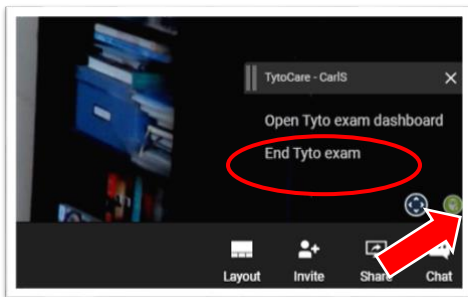 TytoCare - CarlS
Open Tyto exam dashboard
End Tyto exam
Layout Invite Share Chat